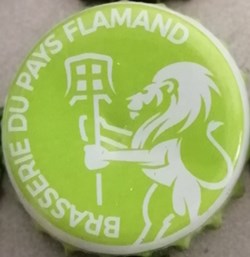 BRASSERIE DU PAYS FLAMAND